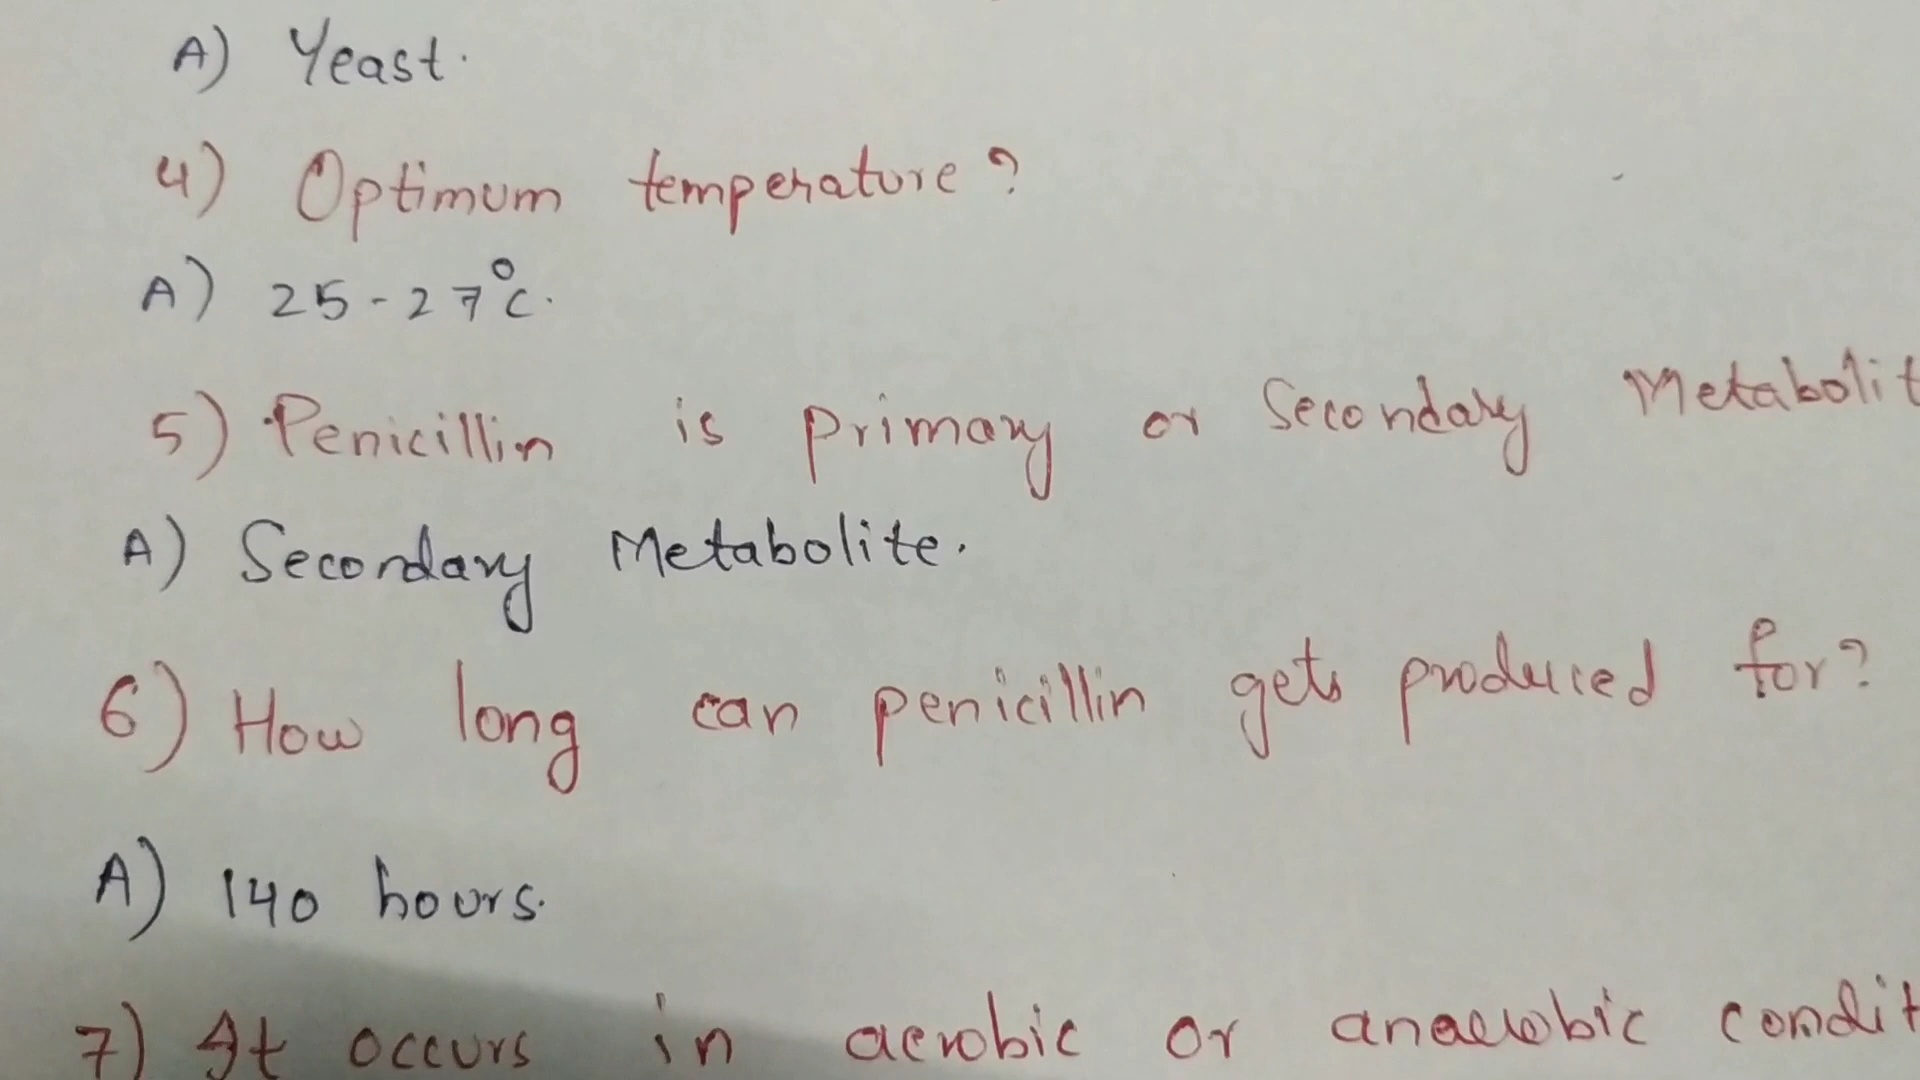 A) Yeast.
4) Optimum temperature?
A) 25-27°C.
5) Penicillin is primary or Secondary Metabolit
A) Secondary Metabolite.
6) How long can penicillin gets produced for?
A) 140 hours.
7) It occurs in aerobic or anaerobic condit